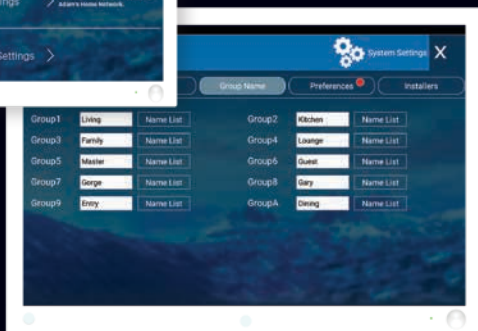 ings >
Adam's Home Network.
Settings >
System Settings X
Group Name Preferences Installers
Group1 Living Name List Group2 Kitchen Name List
Group3 Family Name List Group4 Lounge Name List
Group5 Master Name List Group6 Guest Name List
Group7 Gorge Name List Group8 Gary Name List
Group9 Entry Name List GroupA Dining Name List